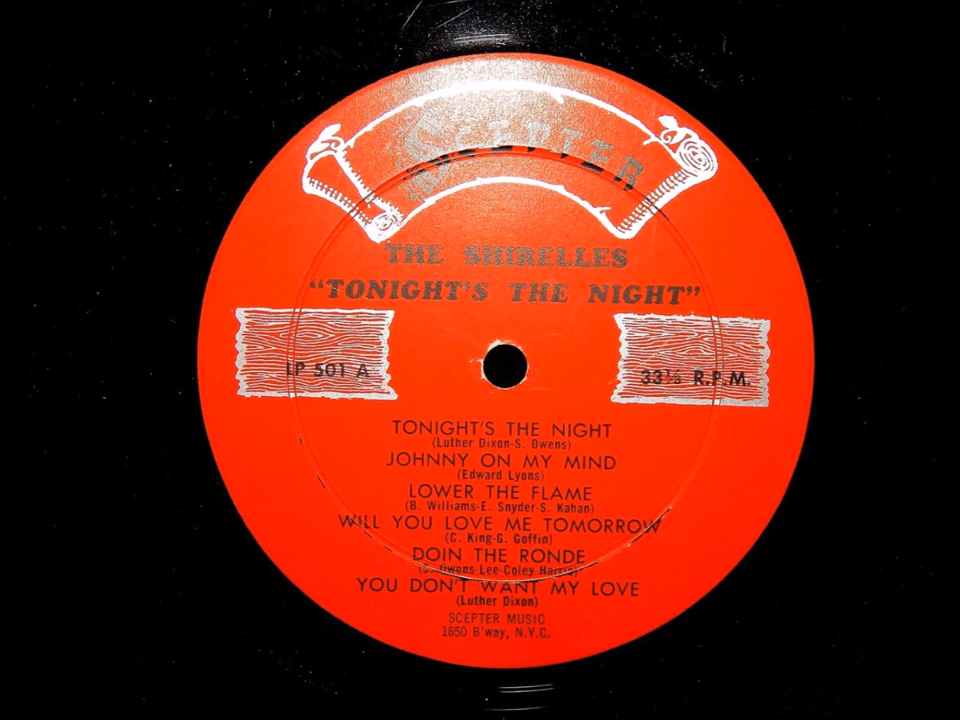 SCEPTER
THE SHIRELLES
"TONIGHT'S THE NIGHT"
LP 501 A
33⅓ R.P.M.
TONIGHT'S THE NIGHT
(Luther Dixon-S. Owens)
JOHNNY ON MY MIND
(Edward Lyons)
LOWER THE FLAME
(B. Williams-E. Snyder-S. Kahan)
WILL YOU LOVE ME TOMORROW
(C. King-G. Goffin)
DOIN THE RONDE
(S. Owens-Lee-Coley-Harris)
YOU DON'T WANT MY LOVE
(Luther Dixon)
SCEPTER MUSIC
1650 B'way, N.Y.C.